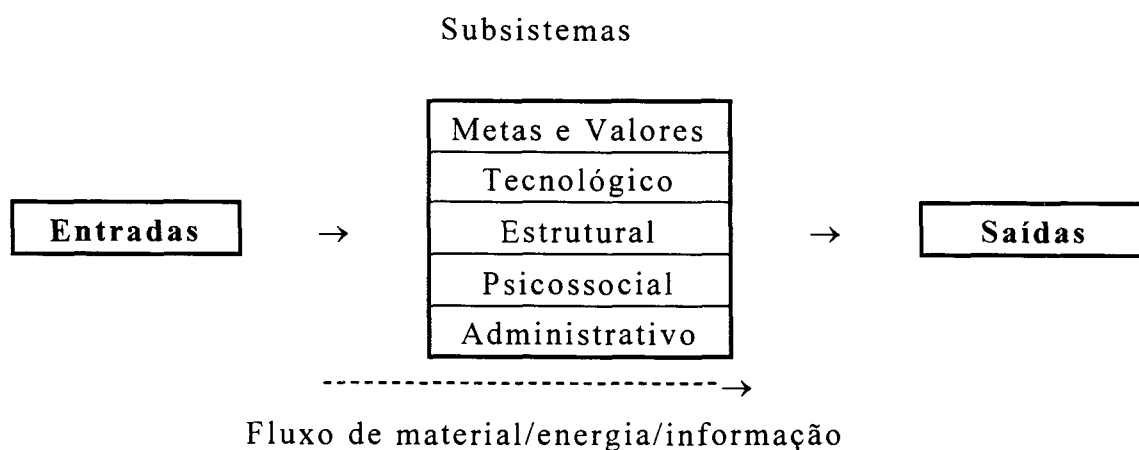 Subsistemas
Metas e Valores
Tecnológico
Entradas → Estrutural → Saídas
Psicossocial
Administrativo
Fluxo de material/energia/informação